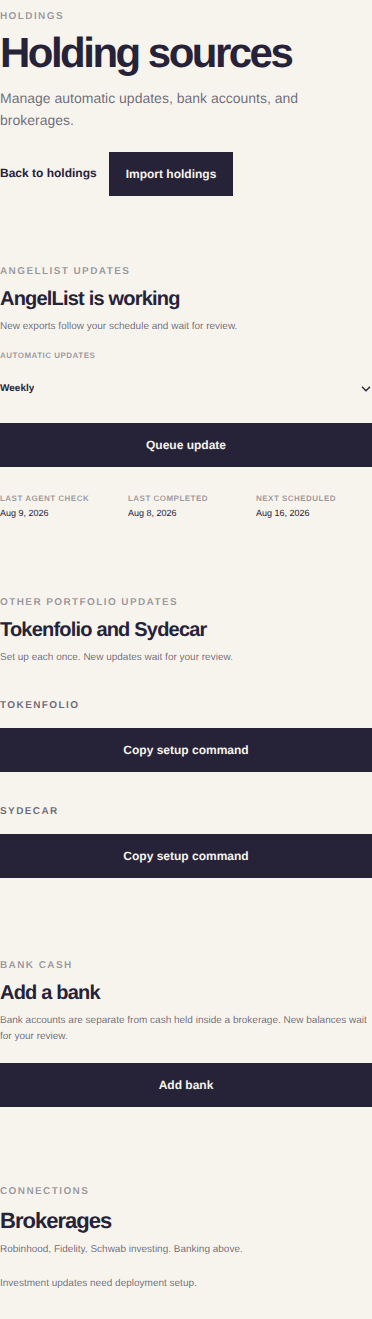 HOLDINGS
Holding sources
Manage automatic updates, bank accounts, and
brokerages.
Back to holdings
Import holdings
ANGELLIST UPDATES
AngelList is working
New exports follow your schedule and wait for review.
AUTOMATIC UPDATES
Weekly
Queue update
LAST AGENT CHECK
Aug 9, 2026
LAST COMPLETED
Aug 8, 2026
NEXT SCHEDULED
Aug 16, 2026
OTHER PORTFOLIO UPDATES
Tokenfolio and Sydecar
Set up each once. New updates wait for your review.
TOKENFOLIO
Copy setup command
SYDECAR
Copy setup command
BANK CASH
Add a bank
Bank accounts are separate from cash held inside a brokerage. New balances wait
for your review.
Add bank
CONNECTIONS
Brokerages
Robinhood, Fidelity, Schwab investing. Banking above.
Investment updates need deployment setup.